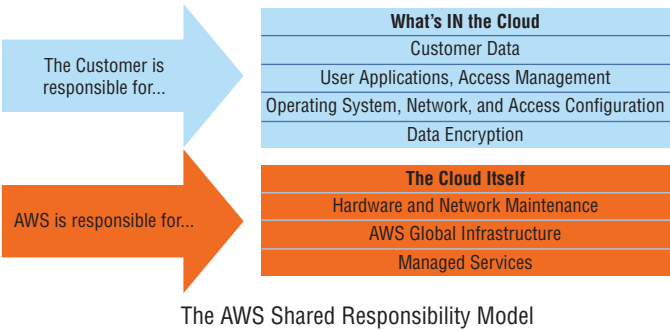 The Customer is
responsible for...
What's IN the Cloud
Customer Data
User Applications, Access Management
Operating System, Network, and Access Configuration
Data Encryption
AWS is responsible for...
The Cloud Itself
Hardware and Network Maintenance
AWS Global Infrastructure
Managed Services
The AWS Shared Responsibility Model